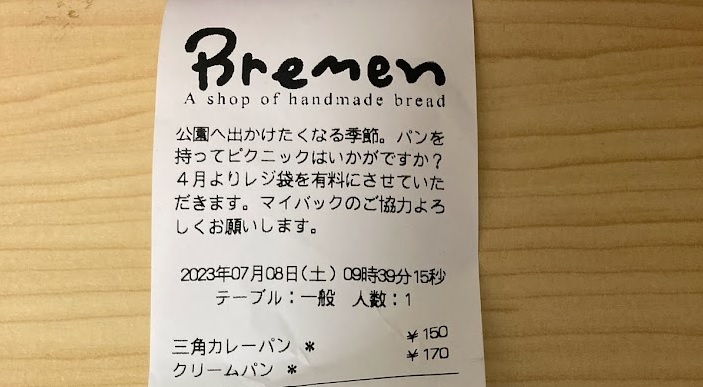 Bremen
A shop of handmade bread
公園へ出かけたくなる季節。パンを
持ってピクニックはいかがですか？
４月よりレジ袋を有料にさせていた
だきます。マイバックのご協力よろ
しくお願いします。
2023年07月08日(土) 09時39分15秒
テーブル：一般 人数：1
三角カレーパン * ¥150
クリームパン * ¥170